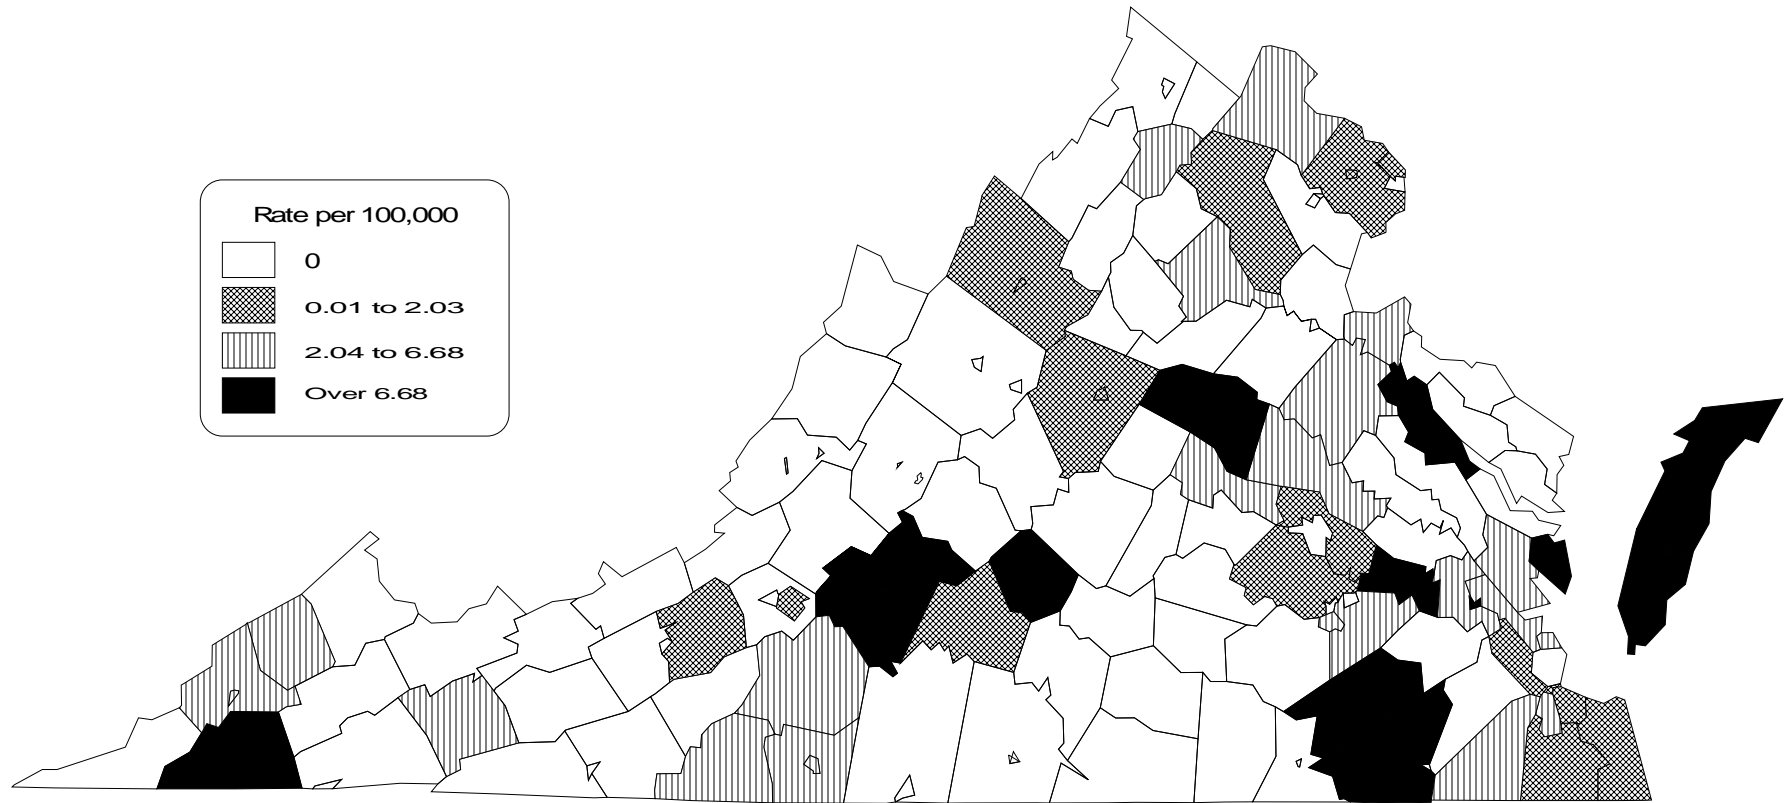 Rate per 100,000
0
0.01 to 2.03
2.04 to 6.68
Over 6.68